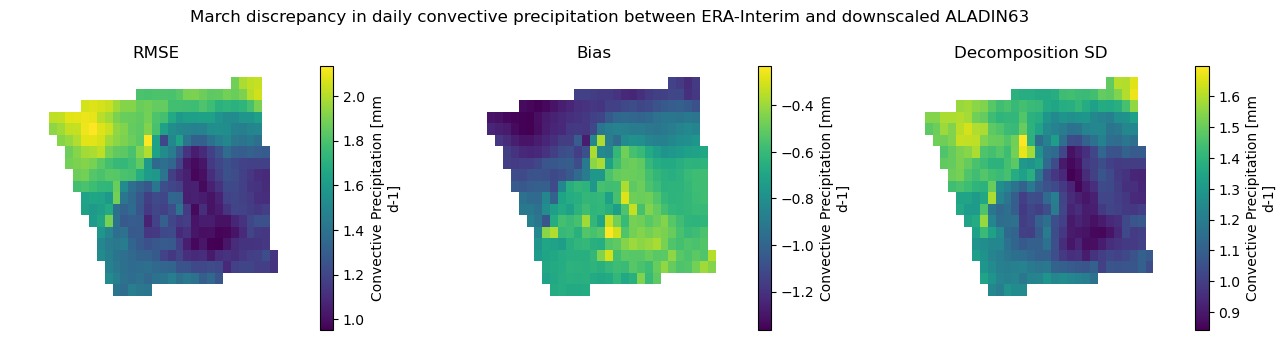 March discrepancy in daily convective precipitation between ERA-Interim and downscaled ALADIN63
RMSE
2.0
1.8
1.6
1.4
1.2
1.0
Convective Precipitation [mm
d-1]
Bias
−0.4
−0.6
−0.8
−1.0
−1.2
Convective Precipitation [mm
d-1]
Decomposition SD
1.6
1.5
1.4
1.3
1.2
1.1
1.0
0.9
Convective Precipitation [mm
d-1]